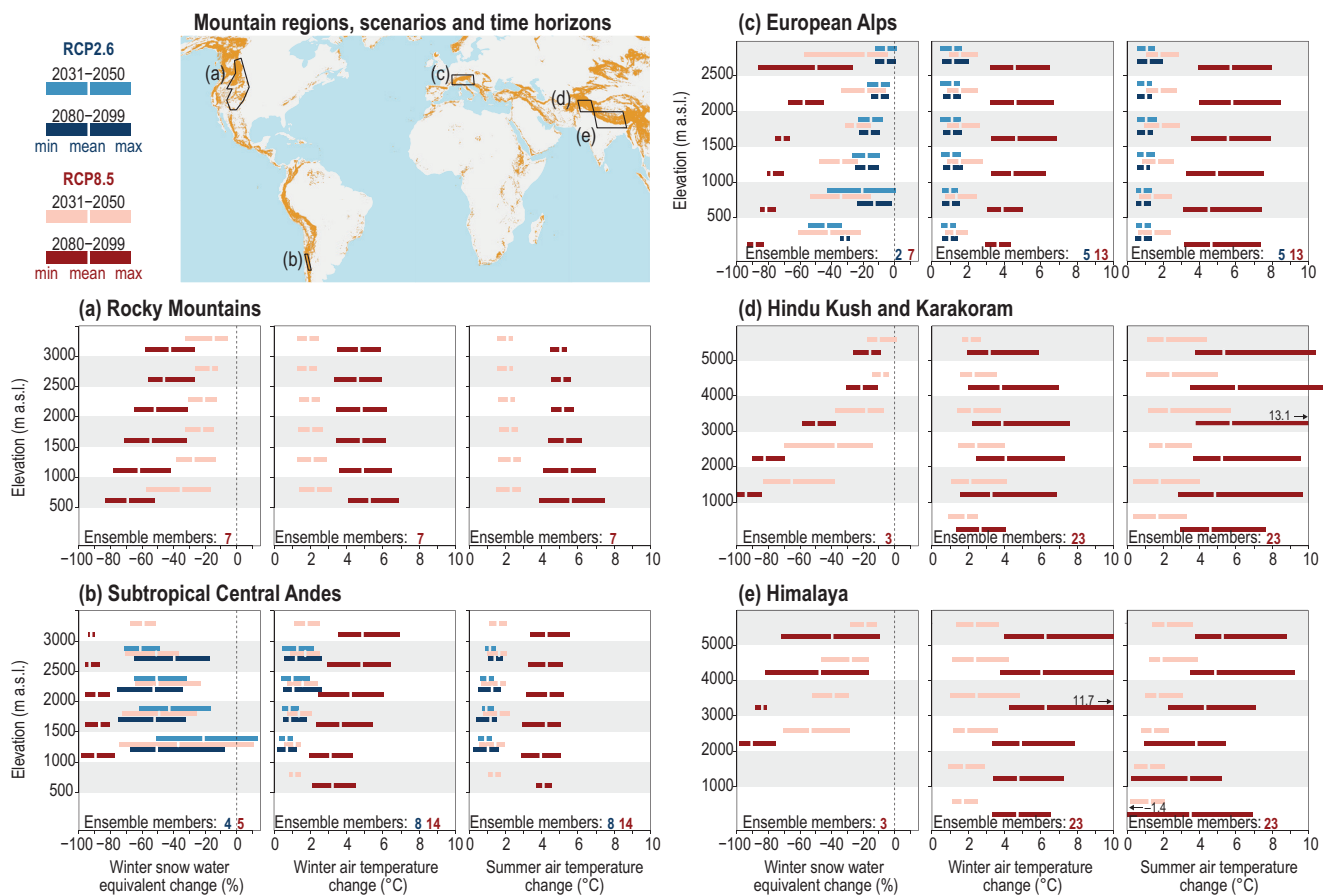 Mountain regions, scenarios and time horizons
RCP2.6
2031−2050
2080−2099
min mean max
RCP8.5
2031−2050
2080−2099
min mean max
(a)
(b)
(c)
(d)
(e)
(c) European Alps
Elevation (m a.s.l.)
2500
2000
1500
1000
500
Ensemble members: 2 7
Ensemble members: 5 13
Ensemble members: 5 13
−100 −80 −60 −40 −20 0
0 2 4 6 8 10
0 2 4 6 8 10
(a) Rocky Mountains
Elevation (m a.s.l.)
3000
2500
2000
1500
1000
500
Ensemble members: 7
Ensemble members: 7
Ensemble members: 7
−100 −80 −60 −40 −20 0
0 2 4 6 8 10
0 2 4 6 8 10
(d) Hindu Kush and Karakoram
Elevation (m a.s.l.)
5000
4000
3000
2000
1000
13.1
Ensemble members: 3
Ensemble members: 23
Ensemble members: 23
−100 −80 −60 −40 −20 0
0 2 4 6 8 10
0 2 4 6 8 10
(b) Subtropical Central Andes
Elevation (m a.s.l.)
3000
2500
2000
1500
1000
500
Ensemble members: 4 5
Ensemble members: 8 14
Ensemble members: 8 14
−100 −80 −60 −40 −20 0
0 2 4 6 8 10
0 2 4 6 8 10
Winter snow water
equivalent change (%)
Winter air temperature
change (°C)
Summer air temperature
change (°C)
(e) Himalaya
Elevation (m a.s.l.)
5000
4000
3000
2000
1000
11.7
−1.4
Ensemble members: 3
Ensemble members: 23
Ensemble members: 23
−100 −80 −60 −40 −20 0
0 2 4 6 8 10
0 2 4 6 8 10
Winter snow water
equivalent change (%)
Winter air temperature
change (°C)
Summer air temperature
change (°C)